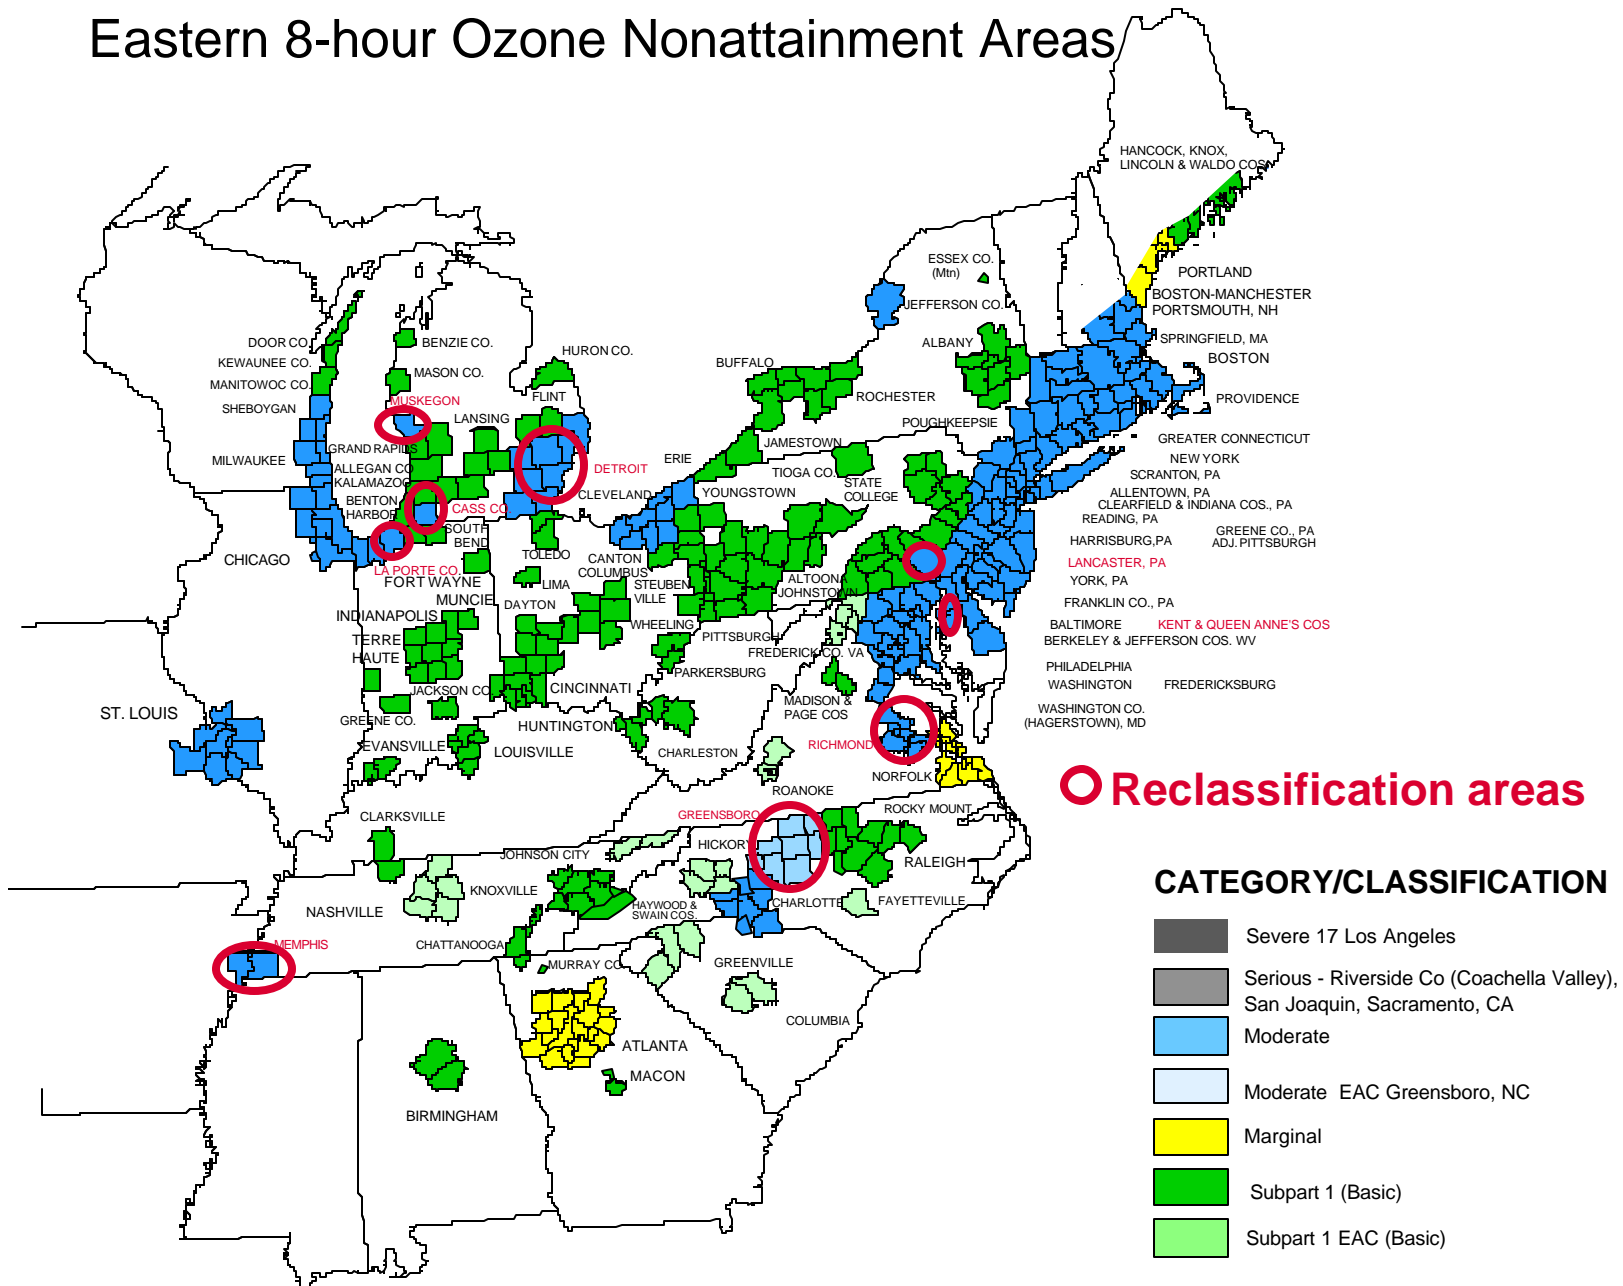 Eastern 8-hour Ozone Nonattainment Areas
HANCOCK, KNOX,
LINCOLN & WALDO COS
ESSEX CO.
(Mtn)
PORTLAND
JEFFERSON CO.
BOSTON-MANCHESTER
PORTSMOUTH, NH
DOOR CO.
BENZIE CO.
HURON CO.
ALBANY
SPRINGFIELD, MA
BOSTON
KEWAUNEE CO.
BUFFALO
MANITOWOC CO.
MASON CO.
MUSKEGON
FLINT
ROCHESTER
PROVIDENCE
SHEBOYGAN
LANSING
POUGHKEEPSIE
GRAND RAPIDS
JAMESTOWN
GREATER CONNECTICUT
MILWAUKEE
ALLEGAN CO
DETROIT
ERIE
TIOGA CO.
NEW YORK
KALAMAZOO
STATE
COLLEGE
SCRANTON, PA
BENTON
HARBOR
CASS CO.
CLEVELAND
YOUNGSTOWN
ALLENTOWN, PA
CLEARFIELD & INDIANA COS., PA
READING, PA
SOUTH
BEND
GREENE CO., PA
ADJ. PITTSBURGH
HARRISBURG,PA
CHICAGO
TOLEDO
CANTON
LANCASTER, PA
LA PORTE CO.
FORT WAYNE
LIMA
COLUMBUS
STEUBEN
VILLE
ALTOONA
JOHNSTOWN
YORK, PA
MUNCIE
DAYTON
FRANKLIN CO., PA
INDIANAPOLIS
WHEELING
BALTIMORE
KENT & QUEEN ANNE'S COS
TERRE
HAUTE
PITTSBURGH
BERKELEY & JEFFERSON COS. WV
FREDERICK CO. VA
PARKERSBURG
PHILADELPHIA
JACKSON CO.
CINCINNATI
WASHINGTON
FREDERICKSBURG
ST. LOUIS
GREENE CO.
HUNTINGTON
MADISON &
PAGE COS
WASHINGTON CO.
(HAGERSTOWN), MD
EVANSVILLE
LOUISVILLE
CHARLESTON
RICHMOND
NORFOLK
ROANOKE
Reclassification areas
CLARKSVILLE
GREENSBORO
ROCKY MOUNT
JOHNSON CITY
HICKORY
RALEIGH
CATEGORY/CLASSIFICATION
NASHVILLE
KNOXVILLE
HAYWOOD &
SWAIN COS.
CHARLOTTE
FAYETTEVILLE
Severe 17 Los Angeles
MEMPHIS
CHATTANOOGA
MURRAY CO
GREENVILLE
Serious - Riverside Co (Coachella Valley),
San Joaquin, Sacramento, CA
COLUMBIA
Moderate
ATLANTA
MACON
Moderate EAC Greensboro, NC
BIRMINGHAM
Marginal
Subpart 1 (Basic)
Subpart 1 EAC (Basic)